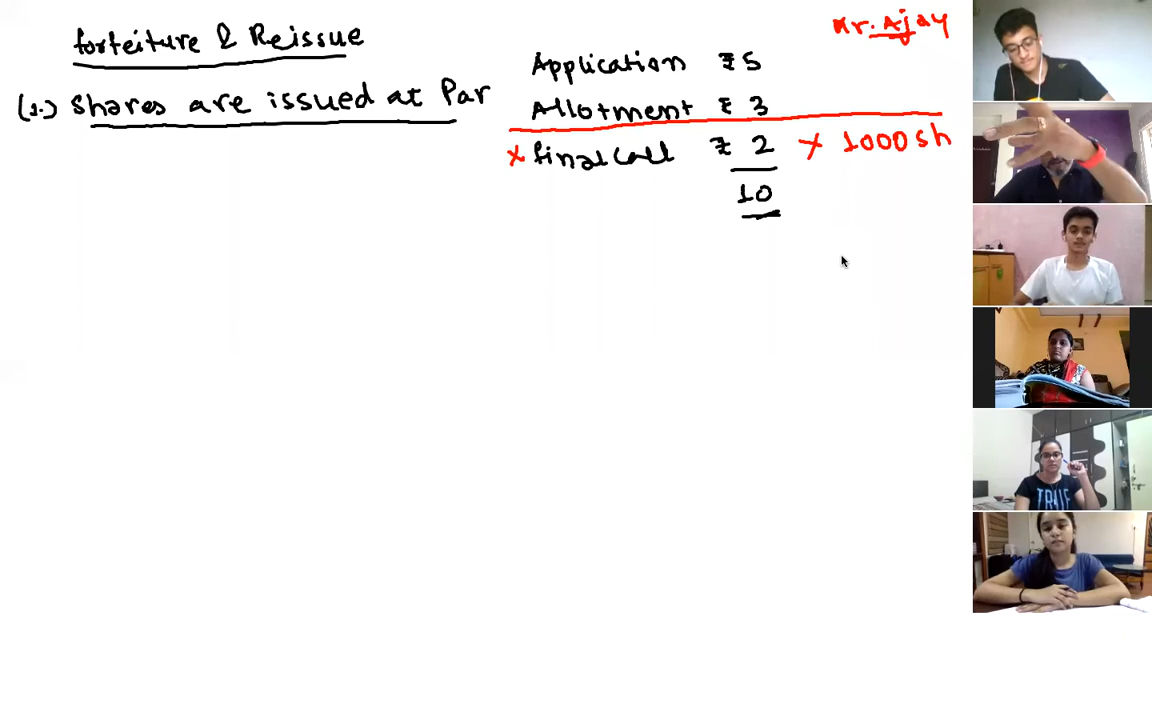 Forfeiture & Reissue
(1.) Shares are issued at Par
Mr. Ajay
Application ₹ 5
Allotment ₹ 3
x final call ₹ 2 x 1000 sh
10
TRUE